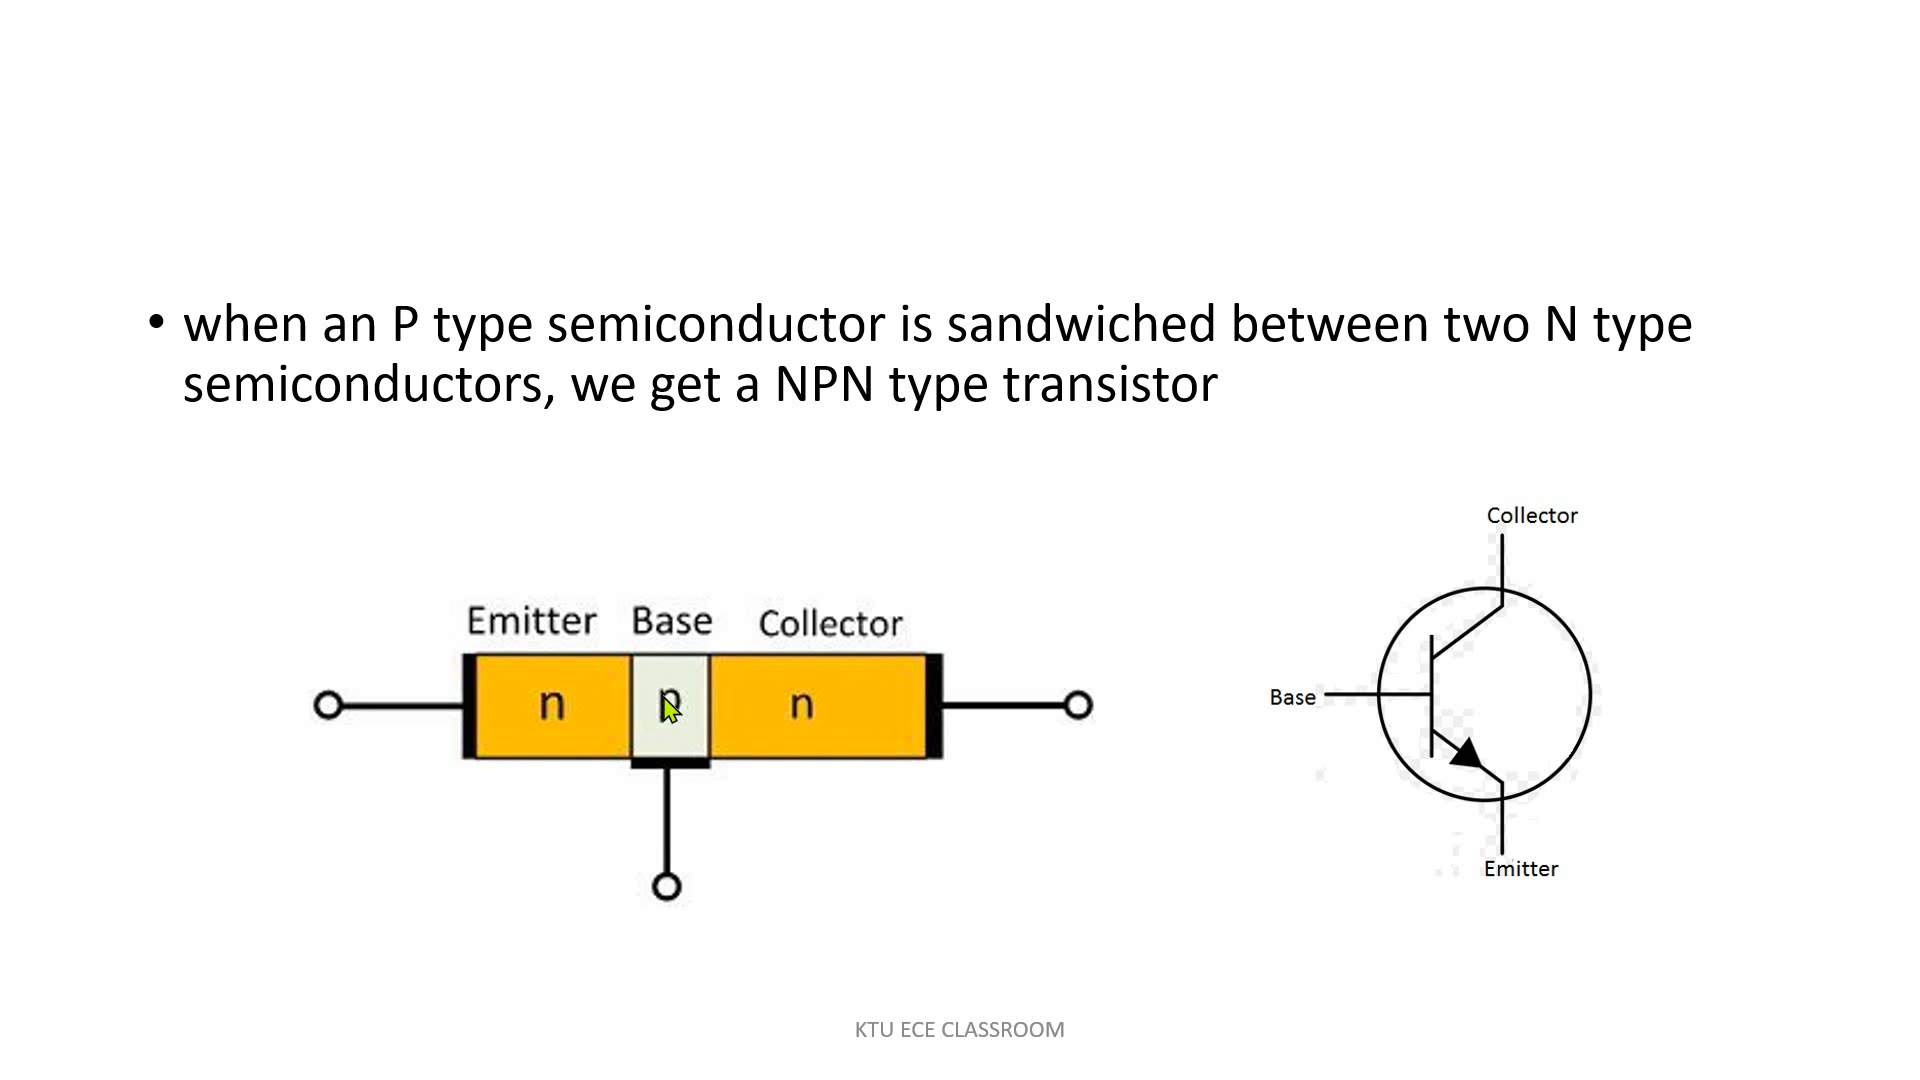 • when an P type semiconductor is sandwiched between two N type
semiconductors, we get a NPN type transistor
Collector
Emitter Base Collector
n p n
Base
Emitter
KTU ECE CLASSROOM